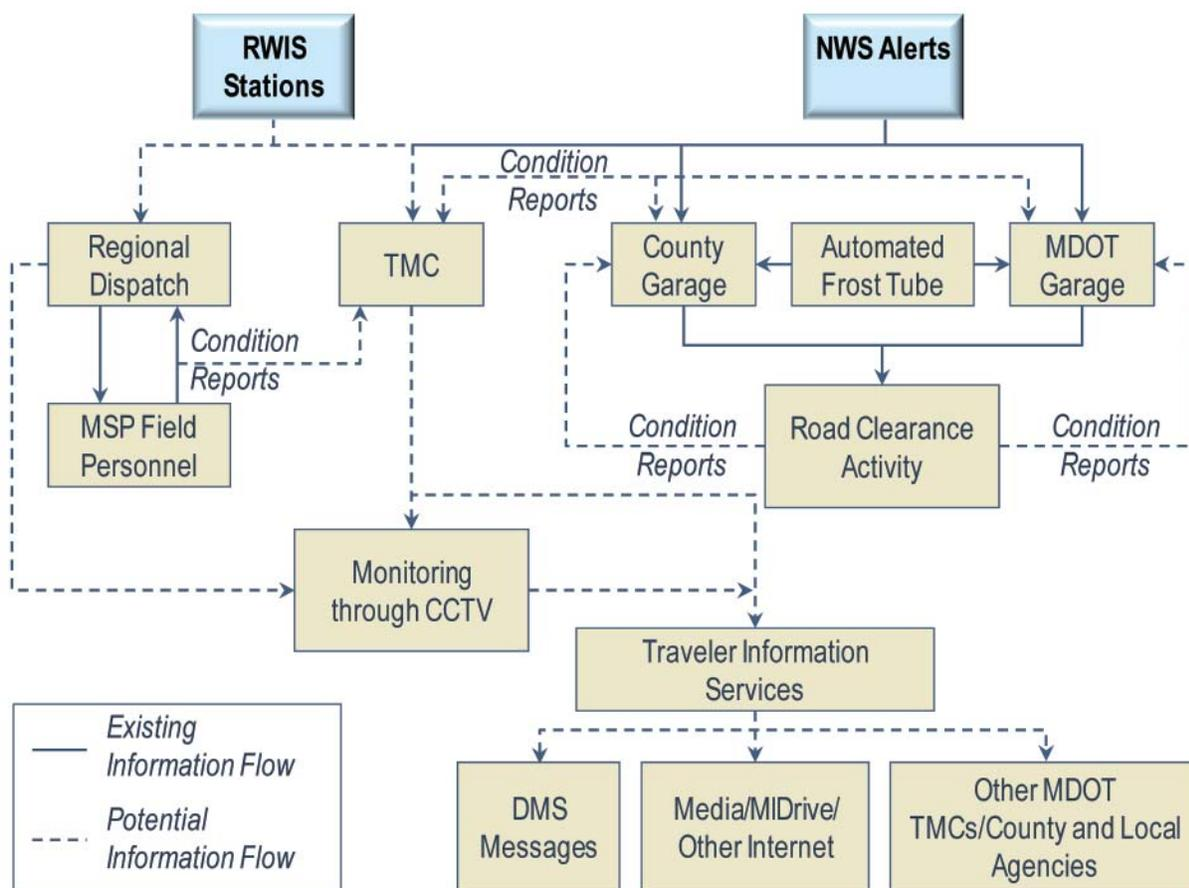 RWIS
Stations
NWS Alerts
Condition
Reports
Regional
Dispatch
TMC
County
Garage
Automated
Frost Tube
MDOT
Garage
Condition
Reports
MSP Field
Personnel
Condition
Reports
Road Clearance
Activity
Condition
Reports
Monitoring
through CCTV
Traveler Information
Services
Existing
Information Flow
Potential
Information Flow
DMS
Messages
Media/MIDrive/
Other Internet
Other MDOT
TMCs/County and Local
Agencies